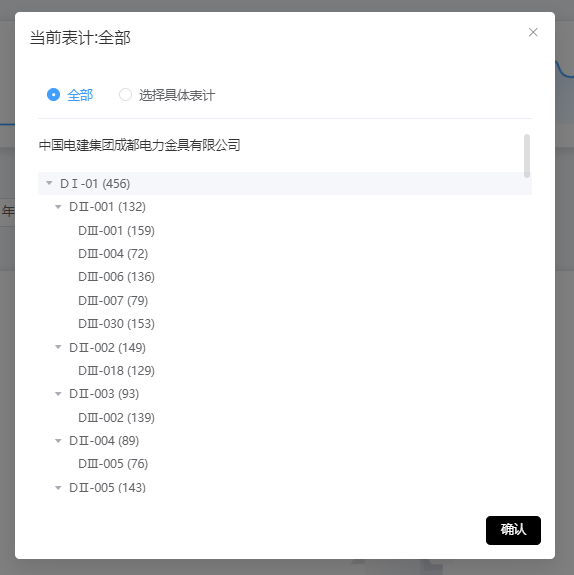 当前表计:全部
全部
选择具体表计
中国电建集团成都电力金具有限公司
DⅠ-01 (456)
DⅡ-001 (132)
DⅢ-001 (159)
DⅢ-004 (72)
DⅢ-006 (136)
DⅢ-007 (79)
DⅢ-030 (153)
DⅡ-002 (149)
DⅢ-018 (129)
DⅡ-003 (93)
DⅢ-002 (139)
DⅡ-004 (89)
DⅢ-005 (76)
DⅡ-005 (143)
年
确认